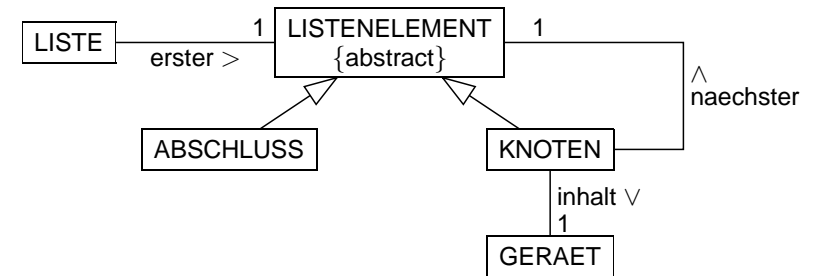 LISTE
erster >
1
LISTENELEMENT
{abstract}
1
∧
naechster
ABSCHLUSS
KNOTEN
inhalt ∨
1
GERAET